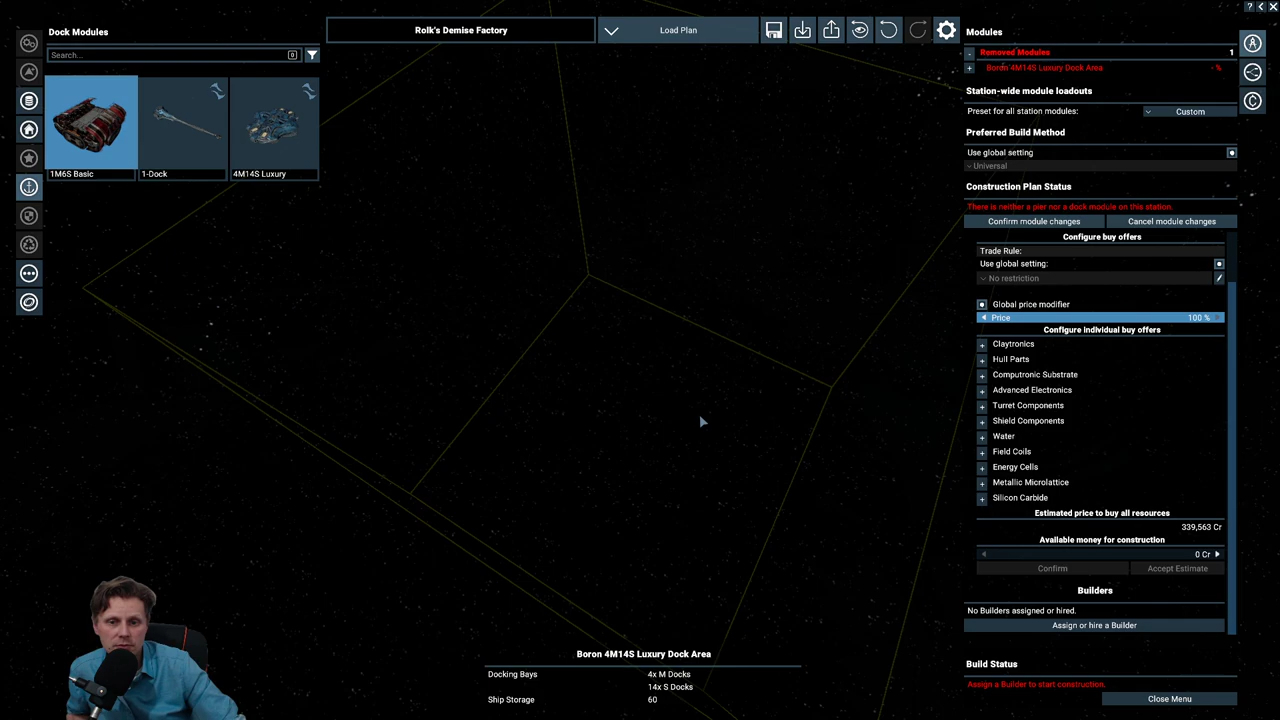 Dock Modules
Search...
0
1M6S Basic
1-Dock
4M14S Luxury
Rolk's Demise Factory
Load Plan
Boron 4M14S Luxury Dock Area
Docking Bays 4x M Docks
14x S Docks
Ship Storage 60
Modules
- Removed Modules 1
+ Boron 4M14S Luxury Dock Area - %
Station-wide module loadouts
Preset for all station modules: Custom
Preferred Build Method
Use global setting
Universal
Construction Plan Status
There is neither a pier nor a dock module on this station.
Confirm module changes Cancel module changes
Configure buy offers
Trade Rule:
Use global setting:
No restriction
Global price modifier
Price 100 %
Configure individual buy offers
+ Claytronics
+ Hull Parts
+ Computronic Substrate
+ Advanced Electronics
+ Turret Components
+ Shield Components
+ Water
+ Field Coils
+ Energy Cells
+ Metallic Microlattice
+ Silicon Carbide
Estimated price to buy all resources
339,563 Cr
Available money for construction
0 Cr
Confirm Accept Estimate
Builders
No Builders assigned or hired.
Assign or hire a Builder
Build Status
Assign a Builder to start construction.
Close Menu